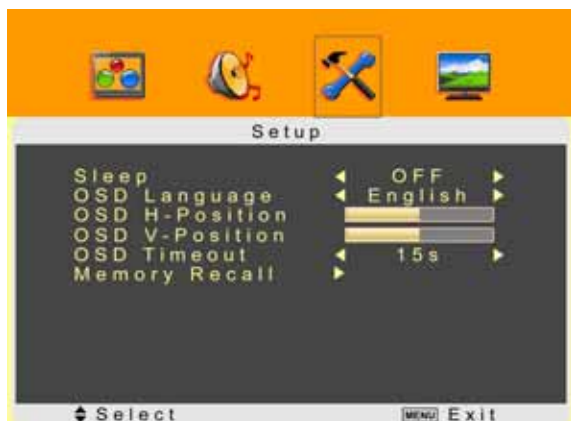 Setup
Sleep OFF
OSD Language English
OSD H-Position
OSD V-Position
OSD Timeout 15s
Memory Recall
Select MENU Exit